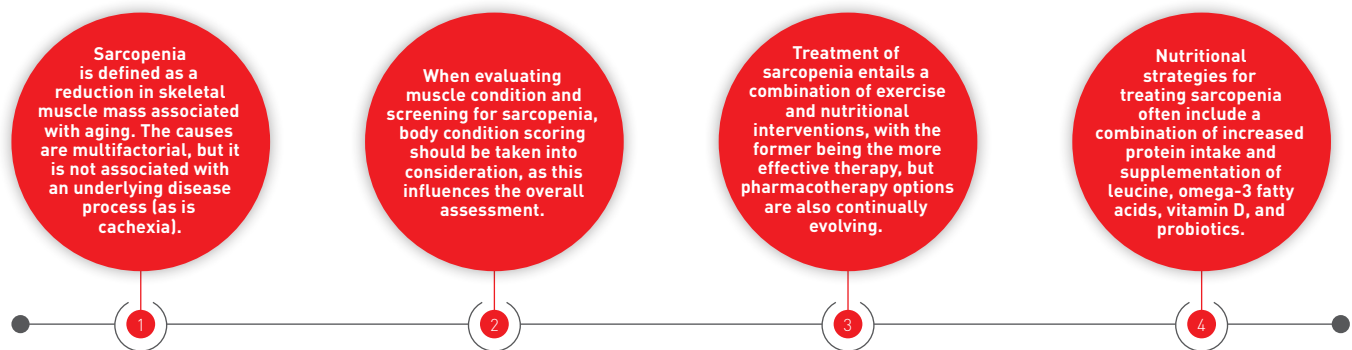 Sarcopenia
is defined as a
reduction in skeletal
muscle mass associated
with aging. The causes
are multifactorial, but it
is not associated with
an underlying disease
process (as is
cachexia).
When evaluating
muscle condition and
screening for sarcopenia,
body condition scoring
should be taken into
consideration, as this
influences the overall
assessment.
Treatment of
sarcopenia entails a
combination of exercise
and nutritional
interventions, with the
former being the more
effective therapy, but
pharmacotherapy options
are also continually
evolving.
Nutritional
strategies for
treating sarcopenia
often include a
combination of increased
protein intake and
supplementation of
leucine, omega-3 fatty
acids, vitamin D, and
probiotics.
1
2
3
4